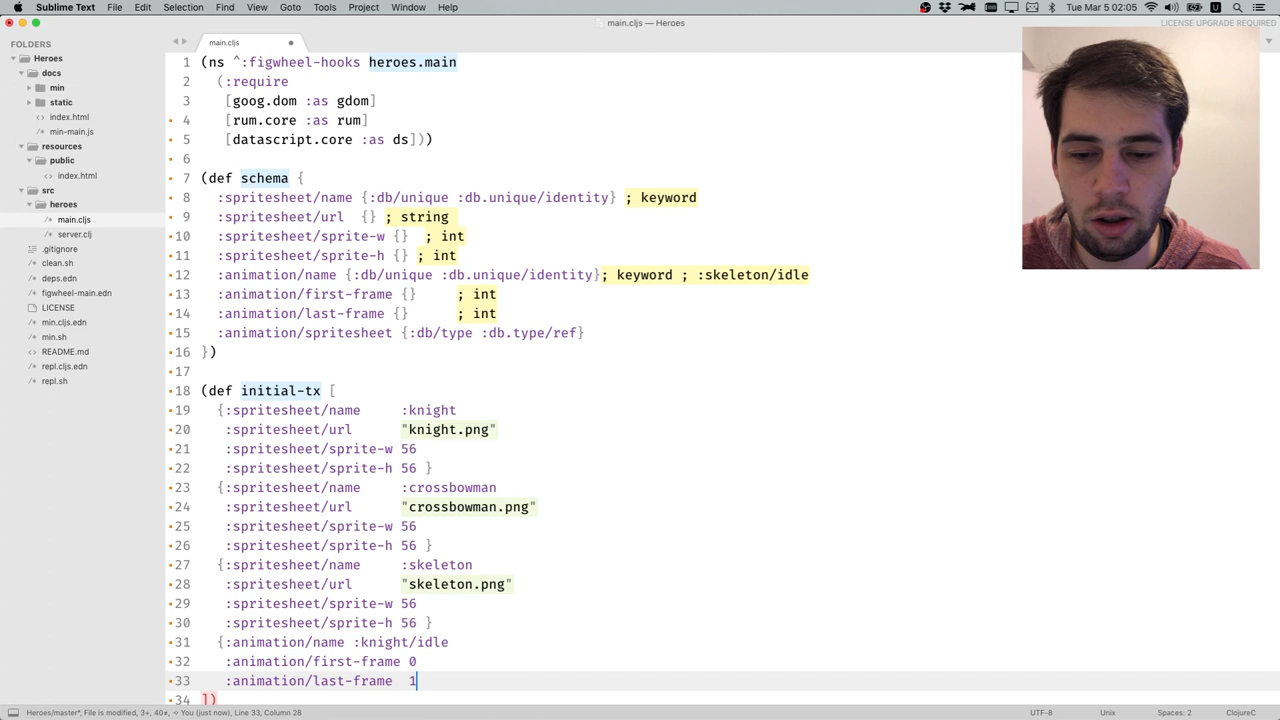 Sublime Text File Edit Selection Find View Goto Tools Project Window Help Tue Mar 5 02:05
main.cljs — Heroes LICENSE UPGRADE REQUIRED
FOLDERS
Heroes
docs
min
static
index.html
min-main.js
resources
public
index.html
src
heroes
main.cljs
server.clj
.gitignore
clean.sh
deps.edn
figwheel-main.edn
LICENSE
min.cljs.edn
min.sh
README.md
repl.cljs.edn
repl.sh
main.cljs
1 (ns ^:figwheel-hooks heroes.main
2 (:require
3 [goog.dom :as gdom]
4 [rum.core :as rum]
5 [datascript.core :as ds]))
6
7 (def schema {
8 :spritesheet/name {:db/unique :db.unique/identity} ; keyword
9 :spritesheet/url {} ; string
10 :spritesheet/sprite-w {} ; int
11 :spritesheet/sprite-h {} ; int
12 :animation/name {:db/unique :db.unique/identity}; keyword ; :skeleton/idle
13 :animation/first-frame {} ; int
14 :animation/last-frame {} ; int
15 :animation/spritesheet {:db/type :db.type/ref}
16 })
17
18 (def initial-tx [
19 {:spritesheet/name :knight
20 :spritesheet/url "knight.png"
21 :spritesheet/sprite-w 56
22 :spritesheet/sprite-h 56 }
23 {:spritesheet/name :crossbowman
24 :spritesheet/url "crossbowman.png"
25 :spritesheet/sprite-w 56
26 :spritesheet/sprite-h 56 }
27 {:spritesheet/name :skeleton
28 :spritesheet/url "skeleton.png"
29 :spritesheet/sprite-w 56
30 :spritesheet/sprite-h 56 }
31 {:animation/name :knight/idle
32 :animation/first-frame 0
33 :animation/last-frame 1
34 ])
Heroes/master*, File is modified, 3+, 40≠, ⇢ You (just now), Line 33, Column 28 UTF-8 Unix Spaces: 2 ClojureC